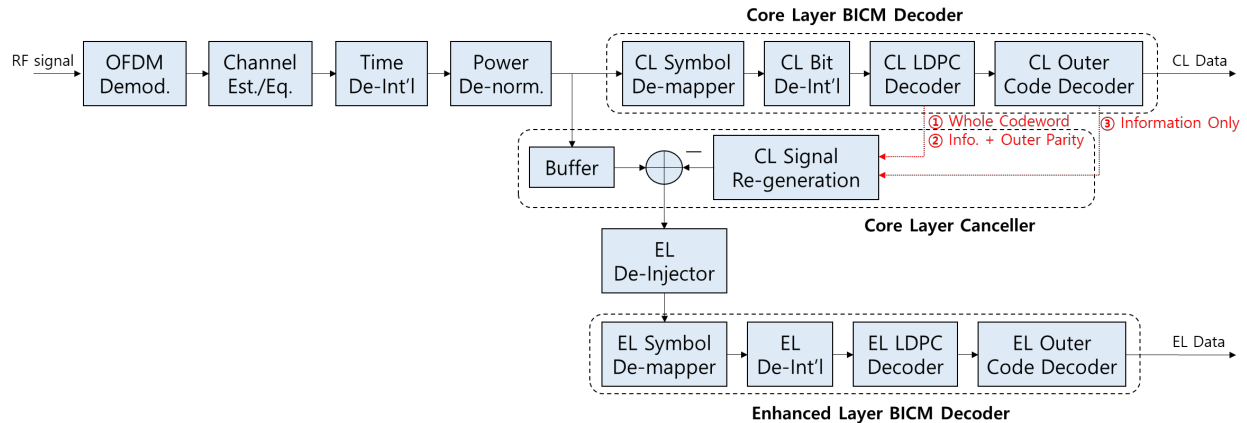 Core Layer BICM Decoder
RF signal
OFDM
Demod.
Channel
Est./Eq.
Time
De-Int'l
Power
De-norm.
CL Symbol
De-mapper
CL Bit
De-Int'l
CL LDPC
Decoder
CL Outer
Code Decoder
CL Data
① Whole Codeword
② Info. + Outer Parity
③ Information Only
Buffer
CL Signal
Re-generation
Core Layer Canceller
EL
De-Injector
EL Symbol
De-mapper
EL
De-Int'l
EL LDPC
Decoder
EL Outer
Code Decoder
EL Data
Enhanced Layer BICM Decoder